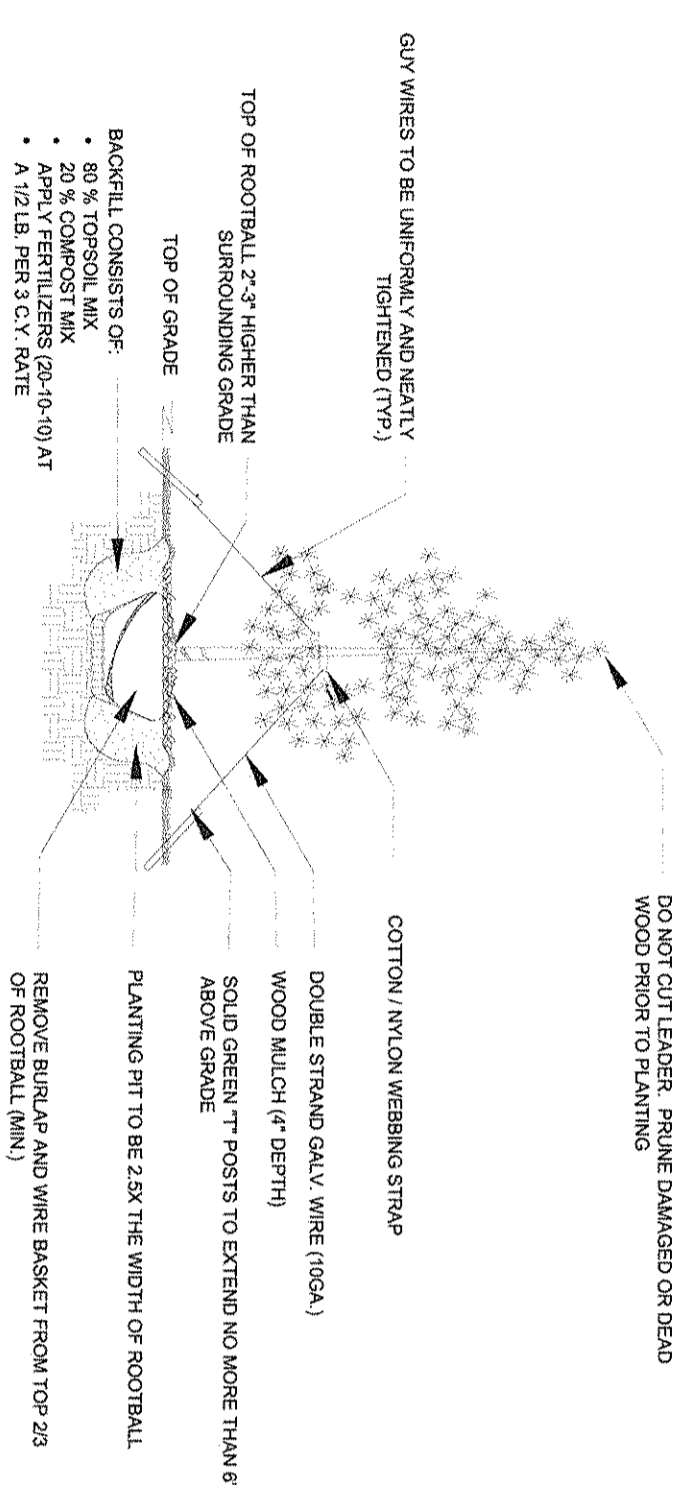 DO NOT CUT LEADER. PRUNE DAMAGED OR DEAD
WOOD PRIOR TO PLANTING
GUY WIRES TO BE UNIFORMLY AND NEATLY
TIGHTENED (TYP.)
COTTON / NYLON WEBBING STRAP
DOUBLE STRAND GALV. WIRE (10GA.)
TOP OF ROOTBALL 2"-3" HIGHER THAN
SURROUNDING GRADE
WOOD MULCH (4" DEPTH)
SOLID GREEN "T" POSTS TO EXTEND NO MORE THAN 6"
ABOVE GRADE
TOP OF GRADE
PLANTING PIT TO BE 2.5X THE WIDTH OF ROOTBALL
BACKFILL CONSISTS OF:
• 80 % TOPSOIL MIX
• 20 % COMPOST MIX
• APPLY FERTILIZERS (20-10-10) AT
• A 1/2 LB. PER 3 C.Y. RATE
REMOVE BURLAP AND WIRE BASKET FROM TOP 2/3
OF ROOTBALL (MIN.)